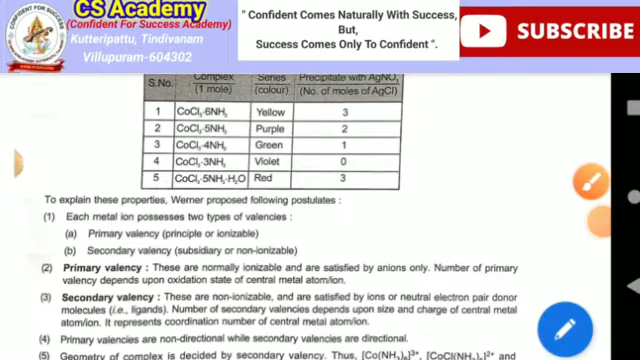 CS Academy
(Confident For Success Academy)
Kutteripattu, Tindivanam
Villupuram-604302
" Confident Comes Naturally With Success,
But,
Success Comes Only To Confident ".
SUBSCRIBE
S.No. Complex (1 mole) Series (colour) Precipitate with AgNO₃ (No. of moles of AgCl)
1 CoCl₃·6NH₃ Yellow 3
2 CoCl₃·5NH₃ Purple 2
3 CoCl₃·4NH₃ Green 1
4 CoCl₃·3NH₃ Violet 0
5 CoCl₃·5NH₃·H₂O Red 3
To explain these properties, Werner proposed following postulates :
(1) Each metal ion possesses two types of valencies :
(a) Primary valency (principle or ionizable)
(b) Secondary valency (subsidiary or non-ionizable)
(2) Primary valency : These are normally ionizable and are satisfied by anions only. Number of primary
valency depends upon oxidation state of central metal atom/ion.
(3) Secondary valency : These are non-ionizable, and are satisfied by ions or neutral electron pair donor
molecules (i.e., ligands). Number of secondary valency depends upon size and charge of central metal
atom/ion. It represents coordination number of central metal atom/ion.
(4) Primary valencies are non-directional while secondary valencies are directional.
(5) Geometry of complex is decided by secondary valency. Thus, [Co(NH₃)₆]³⁺, [CoCl(NH₃)₅]²⁺ and